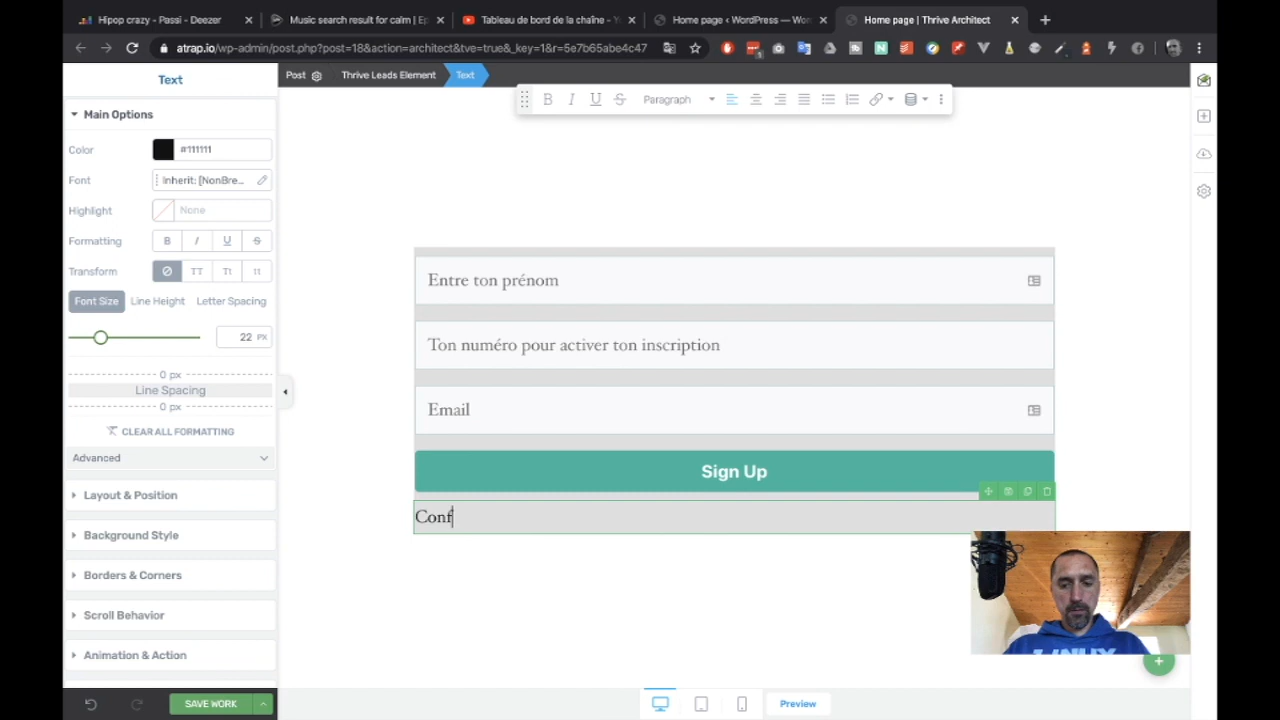 Hipop crazy - Passi - Deezer
Music search result for calm | Ep
Tableau de bord de la chaîne - Y
Home page ‹ WordPress — Wor
Home page | Thrive Architect
atrap.io/wp-admin/post.php?post=18&action=architect&tve=true&_key=1&r=5e7b65abe4c47
Text
Post
Thrive Leads Element
Text
B I U S Paragraph
Main Options
Color #111111
Font Inherit: [NonBre...
Highlight None
Formatting B I U S
Transform TT Tt tt
Font Size Line Height Letter Spacing
22 PX
0 px
Line Spacing
0 px
CLEAR ALL FORMATTING
Advanced
Layout & Position
Background Style
Borders & Corners
Scroll Behavior
Animation & Action
SAVE WORK
Entre ton prénom
Ton numéro pour activer ton inscription
Email
Sign Up
Conf
Preview